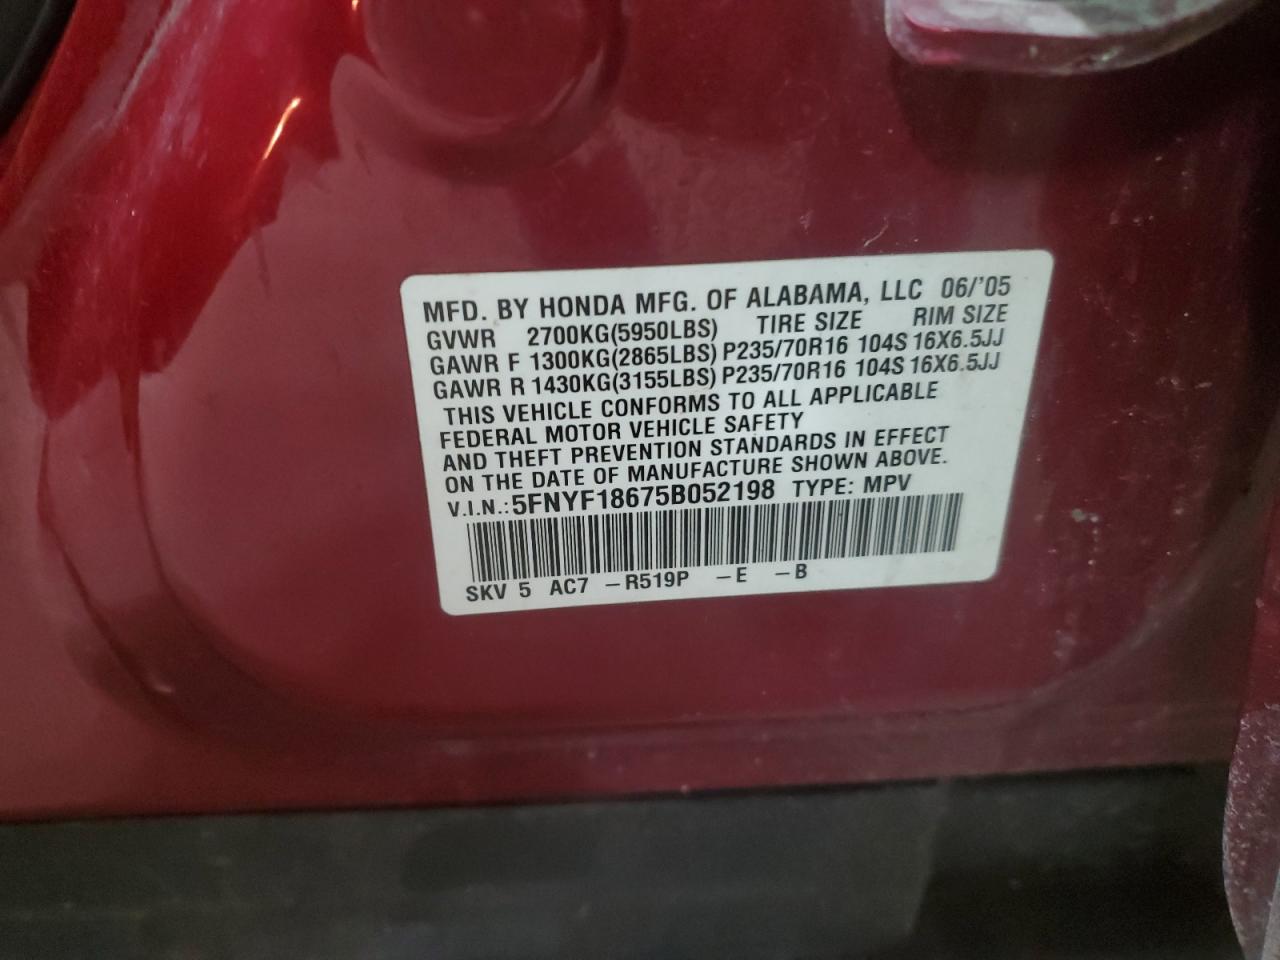 MFD. BY HONDA MFG. OF ALABAMA, LLC 06/'05
GVWR 2700KG(5950LBS) TIRE SIZE RIM SIZE
GAWR F 1300KG(2865LBS) P235/70R16 104S 16X6.5JJ
GAWR R 1430KG(3155LBS) P235/70R16 104S 16X6.5JJ
THIS VEHICLE CONFORMS TO ALL APPLICABLE
FEDERAL MOTOR VEHICLE SAFETY
AND THEFT PREVENTION STANDARDS IN EFFECT
ON THE DATE OF MANUFACTURE SHOWN ABOVE.
V.I.N.: 5FNYF18675B052198 TYPE: MPV
SKV 5 AC7 –R519P –E –B